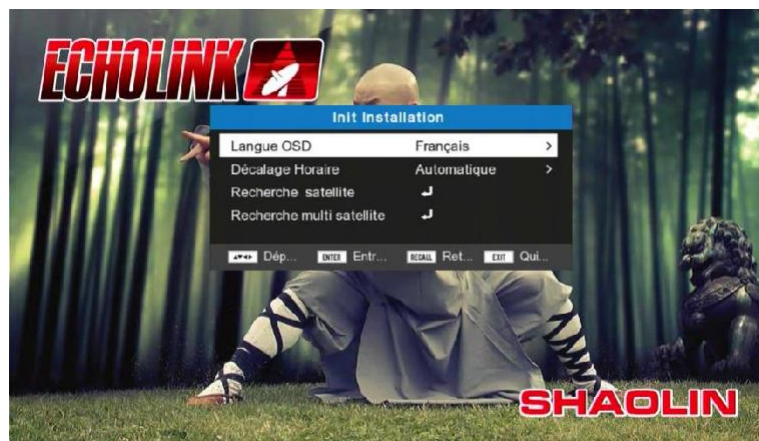 ECHOLINK
Init Installation
Langue OSD Français >
Décalage Horaire Automatique >
Recherche satellite
Recherche multi satellite
Dép... ENTER Entr... RECALL Ret... EXIT Qui...
SHAOLIN